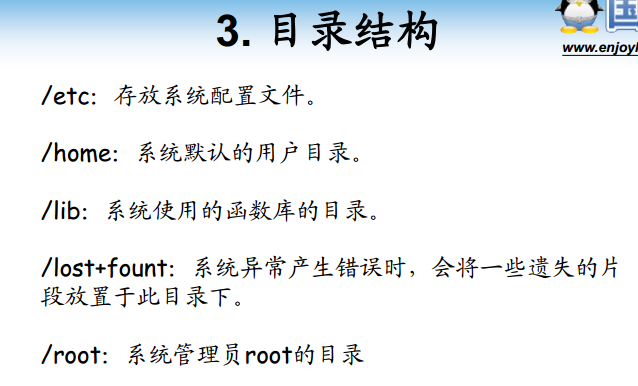 3. 目录结构
国
www.enjoyl
/etc：存放系统配置文件。
/home：系统默认的用户目录。
/lib：系统使用的函数库的目录。
/lost+fount：系统异常产生错误时，会将一些遗失的片
段放置于此目录下。
/root：系统管理员root的目录